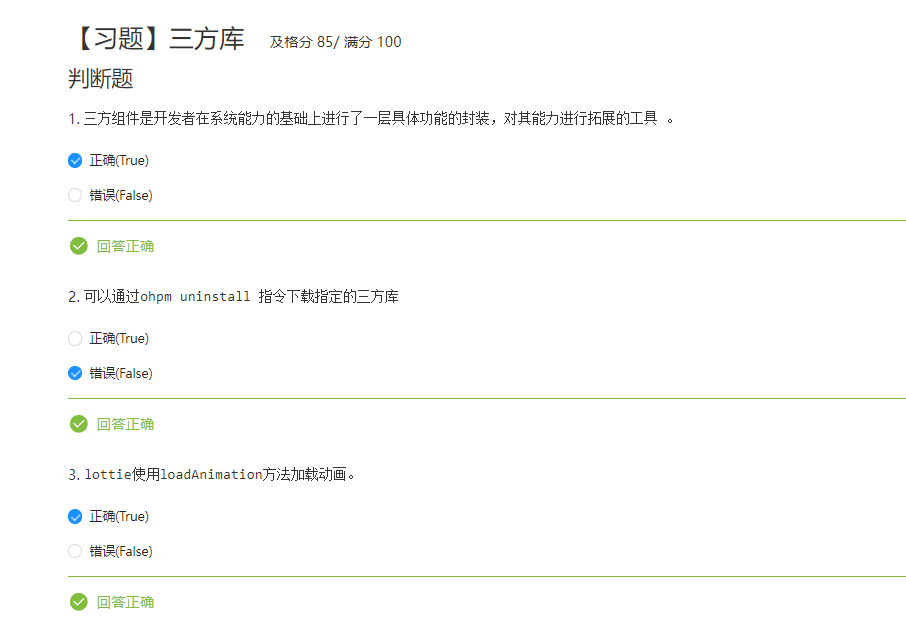 【习题】三方库 及格分 85/ 满分 100
判断题
1. 三方组件是开发者在系统能力的基础上进行了一层具体功能的封装，对其能力进行拓展的工具 。
正确(True)
错误(False)
回答正确
2. 可以通过ohpm uninstall 指令下载指定的三方库
正确(True)
错误(False)
回答正确
3. lottie使用loadAnimation方法加载动画。
正确(True)
错误(False)
回答正确